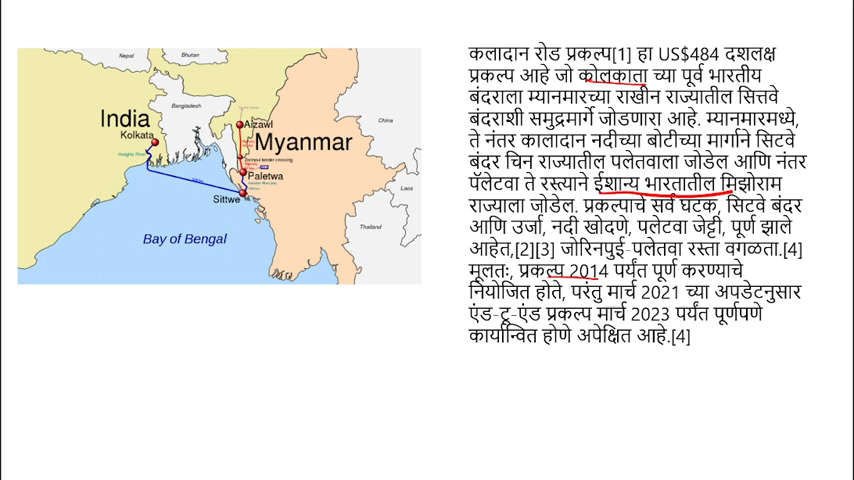 Nepal
Bhutan
India
Kolkata
Bangladesh
Aizawl
Myanmar
China
Paletwa
Sittwe
Laos
Thailand
Bay of Bengal
कलादान रोड प्रकल्प[1] हा US$484 दशलक्ष
प्रकल्प आहे जो कोलकाता च्या पूर्व भारतीय
बंदराला म्यानमारच्या राखीन राज्यातील सित्तवे
बंदराशी समुद्रमार्गे जोडणारा आहे. म्यानमारमध्ये,
ते नंतर कालादान नदीच्या बोटीच्या मार्गाने सिटवे
बंदर चिन राज्यातील पलेतवाला जोडेल आणि नंतर
पॅलेटवा ते रस्त्याने ईशान्य भारतातील मिझोराम
राज्याला जोडेल. प्रकल्पाचे सर्व घटक, सिटवे बंदर
आणि उर्जा, नदी खोदणे, पलेटवा जेट्टी, पूर्ण झाले
आहेत,[2][3] जोरिनपुई-पलेतवा रस्ता वगळता.[4]
मूलतः, प्रकल्प 2014 पर्यंत पूर्ण करण्याचे
नियोजित होते, परंतु मार्च 2021 च्या अपडेटनुसार
एंड-टू-एंड प्रकल्प मार्च 2023 पर्यंत पूर्णपणे
कार्यान्वित होणे अपेक्षित आहे.[4]